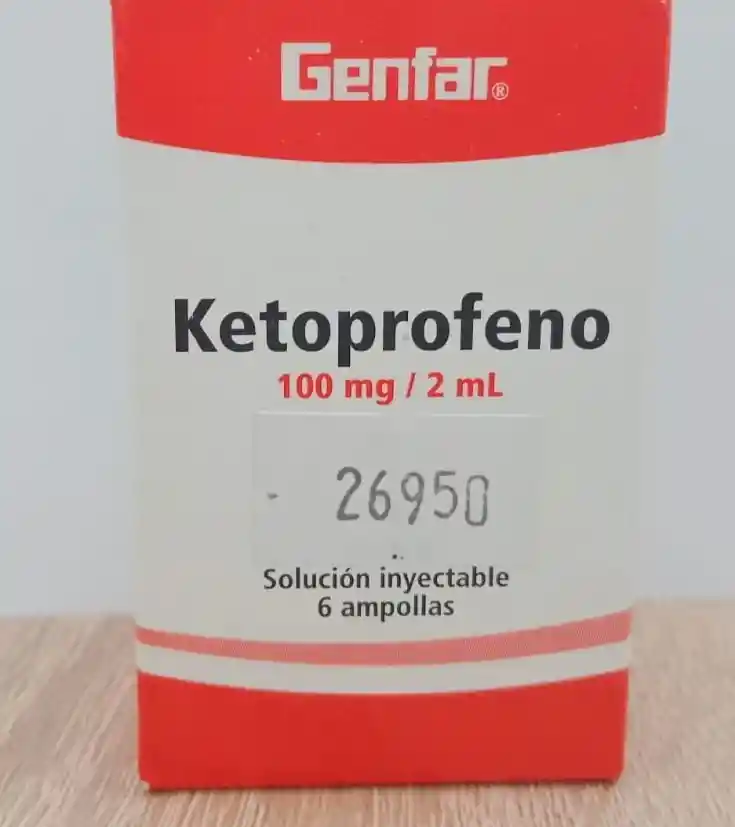 Genfar®
Ketoprofeno
100 mg / 2 mL
- 26950
Solución inyectable
6 ampollas